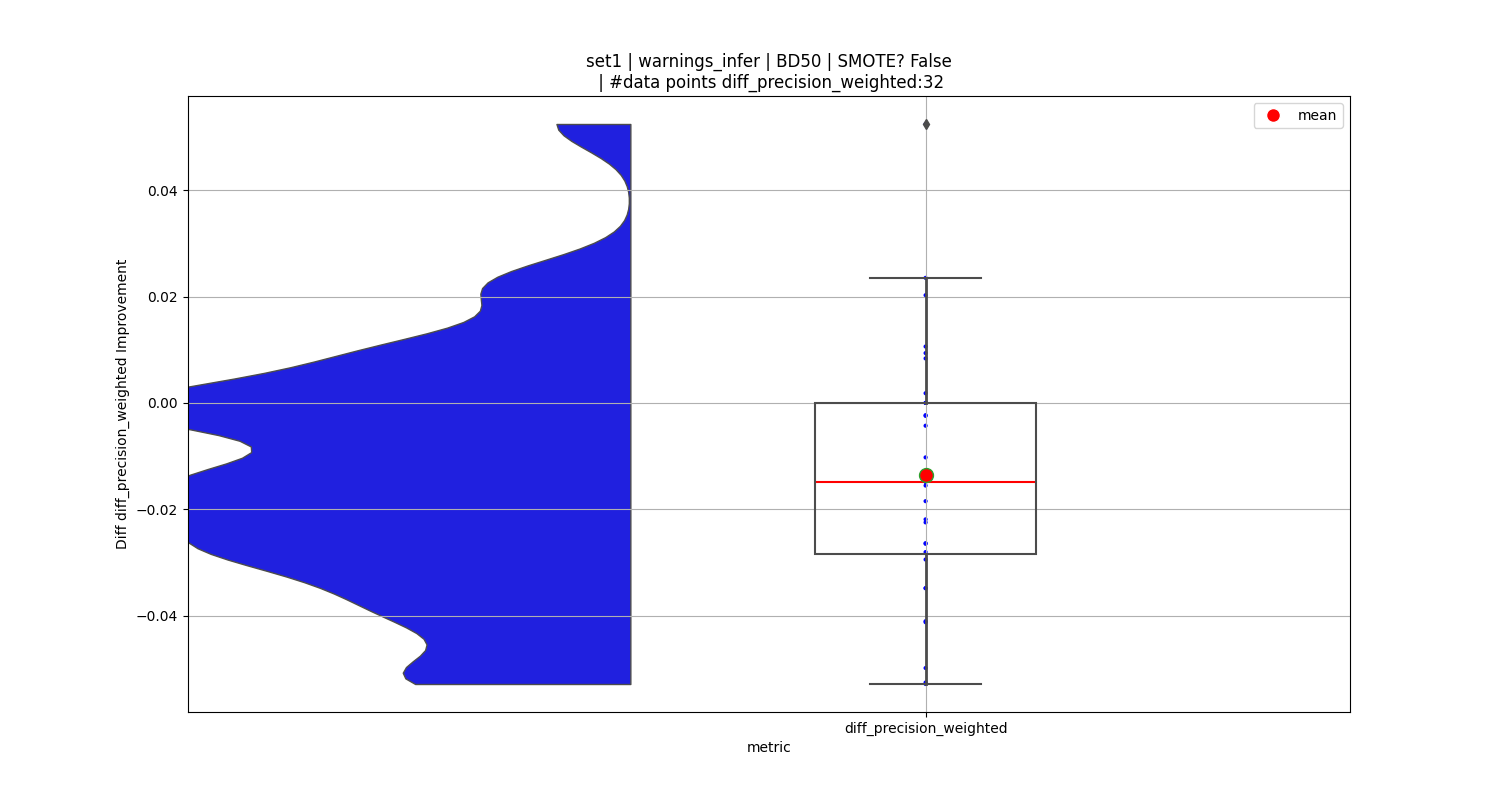 set1 | warnings_infer | BD50 | SMOTE? False
| #data points diff_precision_weighted:32
mean
Diff diff_precision_weighted Improvement
0.04
0.02
0.00
−0.02
−0.04
diff_precision_weighted
metric